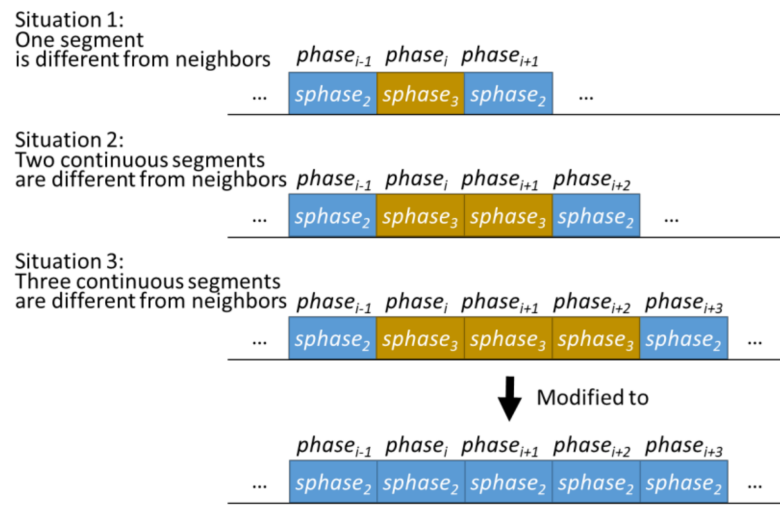 Situation 1:
One segment
is different from neighbors
phase_{i-1} phase_i phase_{i+1}
... sphase_2 sphase_3 sphase_2 ...
Situation 2:
Two continuous segments
are different from neighbors
phase_{i-1} phase_i phase_{i+1} phase_{i+2}
... sphase_2 sphase_3 sphase_3 sphase_2 ...
Situation 3:
Three continuous segments
are different from neighbors
phase_{i-1} phase_i phase_{i+1} phase_{i+2} phase_{i+3}
... sphase_2 sphase_3 sphase_3 sphase_3 sphase_2 ...
Modified to
phase_{i-1} phase_i phase_{i+1} phase_{i+2} phase_{i+3}
... sphase_2 sphase_2 sphase_2 sphase_2 sphase_2 ...